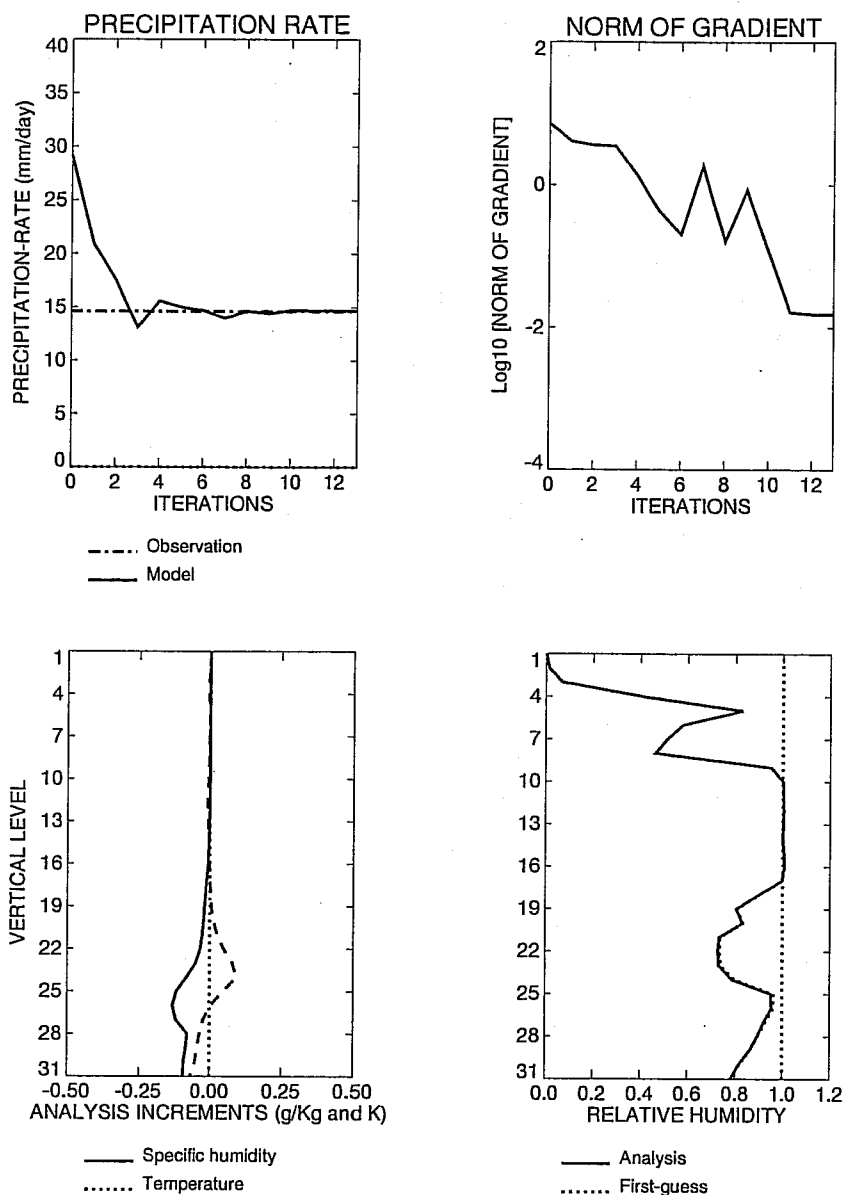 PRECIPITATION RATE
40
35
30
25
20
15
10
5
0
PRECIPITATION-RATE (mm/day)
0 2 4 6 8 10 12
ITERATIONS
Observation
Model
NORM OF GRADIENT
2
0
-2
-4
Log10 [NORM OF GRADIENT]
0 2 4 6 8 10 12
ITERATIONS
1
4
7
10
13
16
19
22
25
28
31
VERTICAL LEVEL
-0.50 -0.25 0.00 0.25 0.50
ANALYSIS INCREMENTS (g/Kg and K)
Specific humidity
Temperature
1
4
7
10
13
16
19
22
25
28
31
0.0 0.2 0.4 0.6 0.8 1.0 1.2
RELATIVE HUMIDITY
Analysis
First-guess